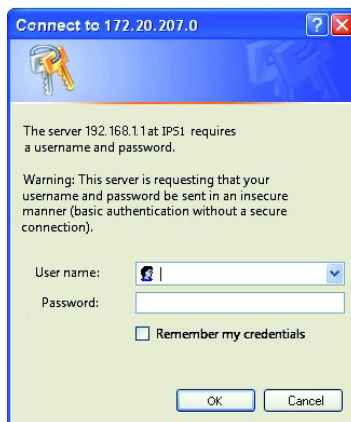 Connect to 172.20.207.0
The server 192.168.1.1 at IPS1 requires
a username and password.
Warning: This server is requesting that your
username and password be sent in an insecure
manner (basic authentication without a secure
connection).
User name:
Password:
Remember my credentials
OK
Cancel